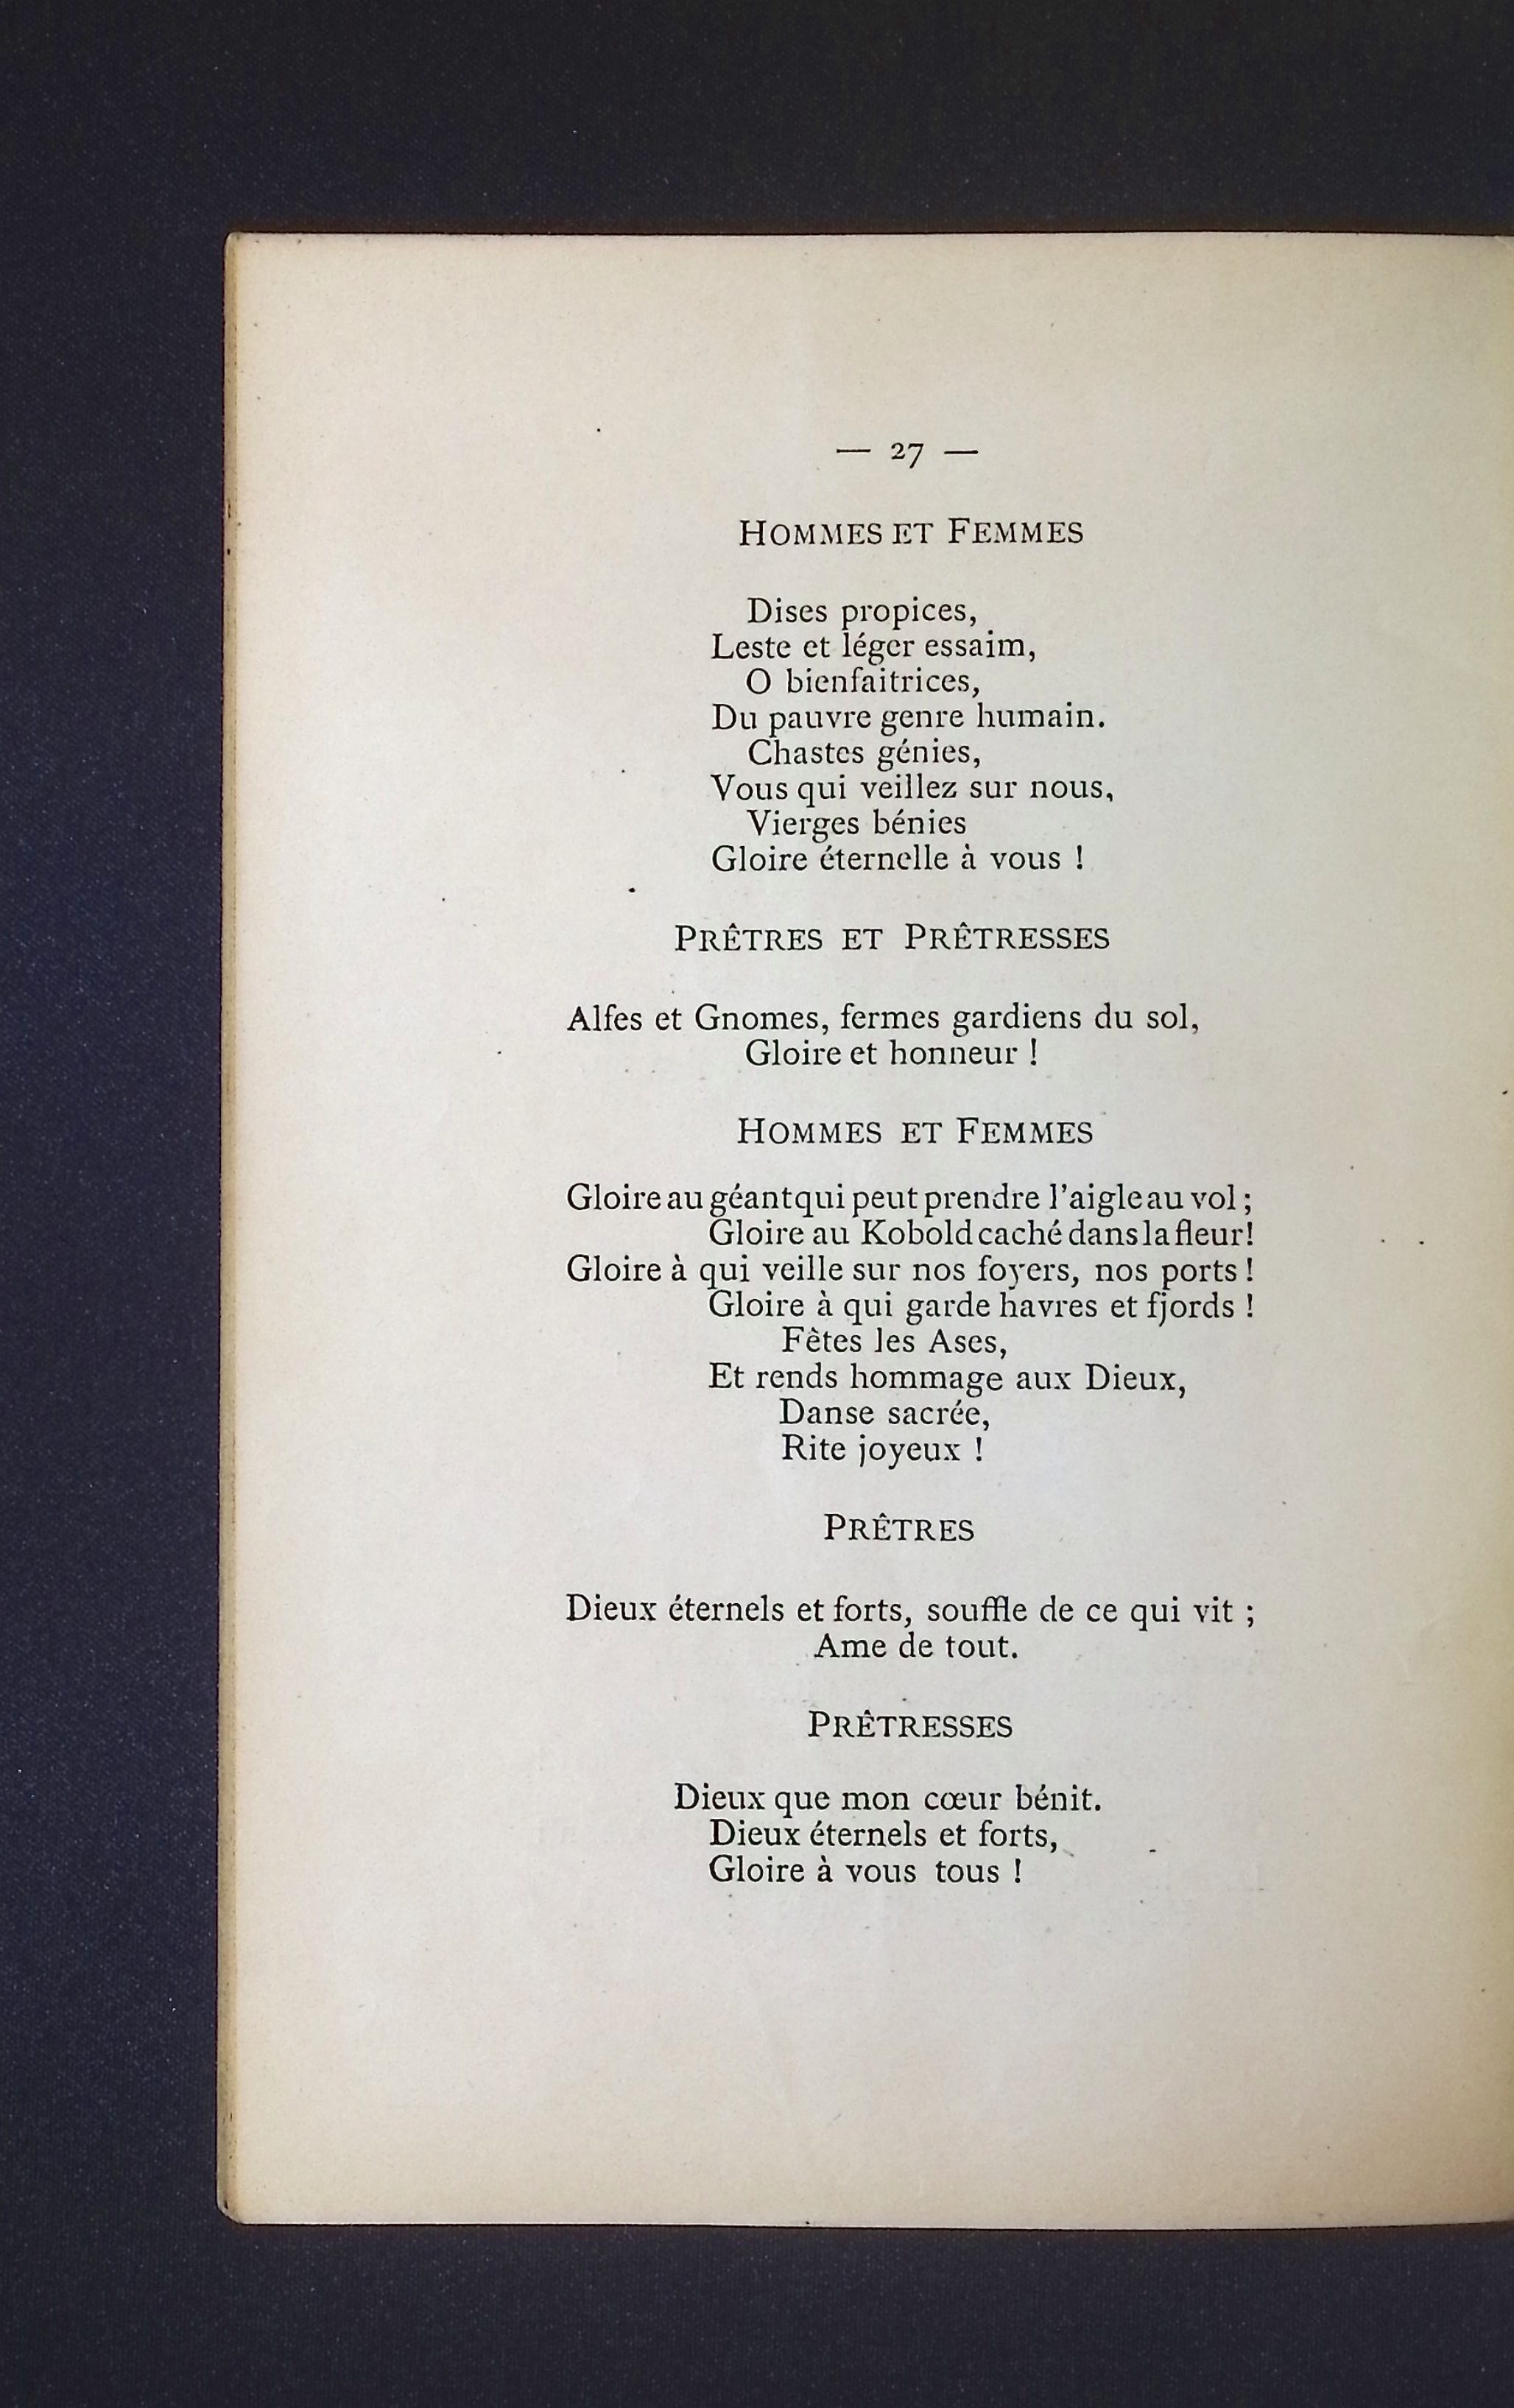 — 27 —
HOMMES ET FEMMES
Dises propices,
Leste et léger essaim,
O bienfaitrices,
Du pauvre genre humain.
Chastes génies,
Vous qui veillez sur nous,
Vierges bénies
Gloire éternelle à vous !
PRÊTRES ET PRÊTRESSES
Alfes et Gnomes, fermes gardiens du sol,
Gloire et honneur !
HOMMES ET FEMMES
Gloire au géant qui peut prendre l'aigle au vol ;
Gloire au Kobold caché dans la fleur!
Gloire à qui veille sur nos foyers, nos ports !
Gloire à qui garde havres et fjords !
Fêtes les Ases,
Et rends hommage aux Dieux,
Danse sacrée,
Rite joyeux !
PRÊTRES
Dieux éternels et forts, souffle de ce qui vit ;
Ame de tout.
PRÊTRESSES
Dieux que mon cœur bénit.
Dieux éternels et forts,
Gloire à vous tous !